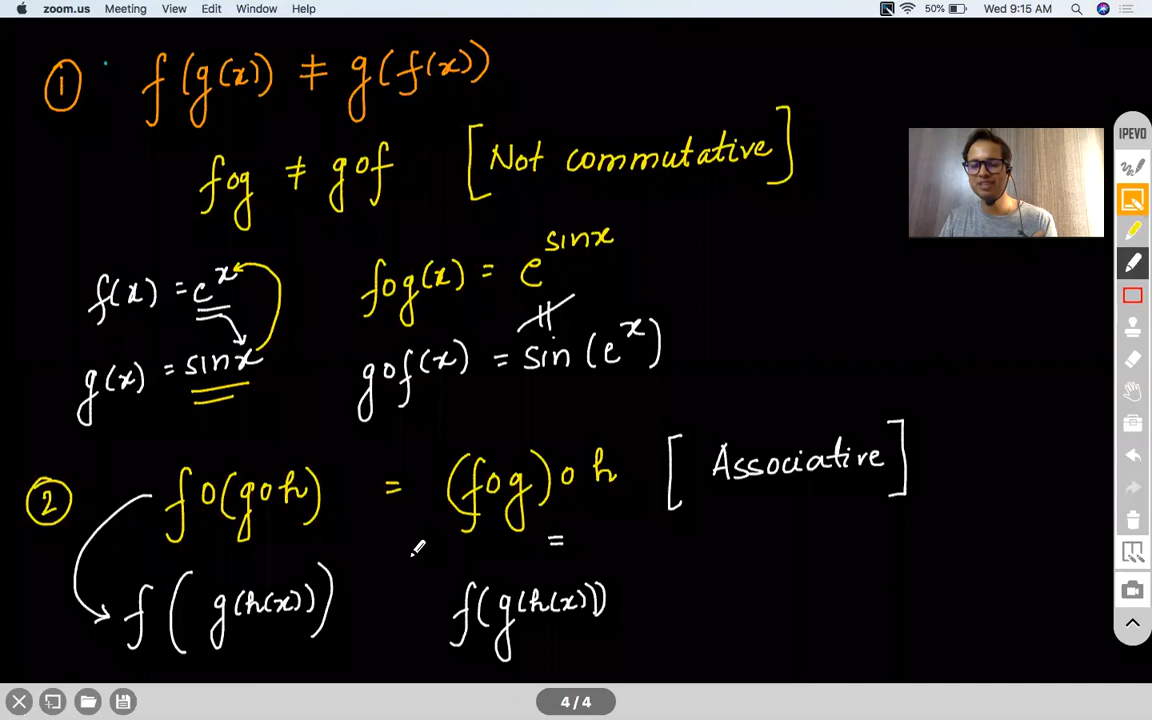 zoom.us Meeting View Edit Window Help 50% Wed 9:15 AM
① f(g(x)) ≠ g(f(x))
fog ≠ gof [Not commutative]
f(x) = e^x fog(x) = e^sinx
g(x) = sinx gof(x) = sin(e^x)
② fo(goh) = (fog)oh [Associative]
=
f(g(h(x))) f(g(h(x)))
IPEVO
4/4